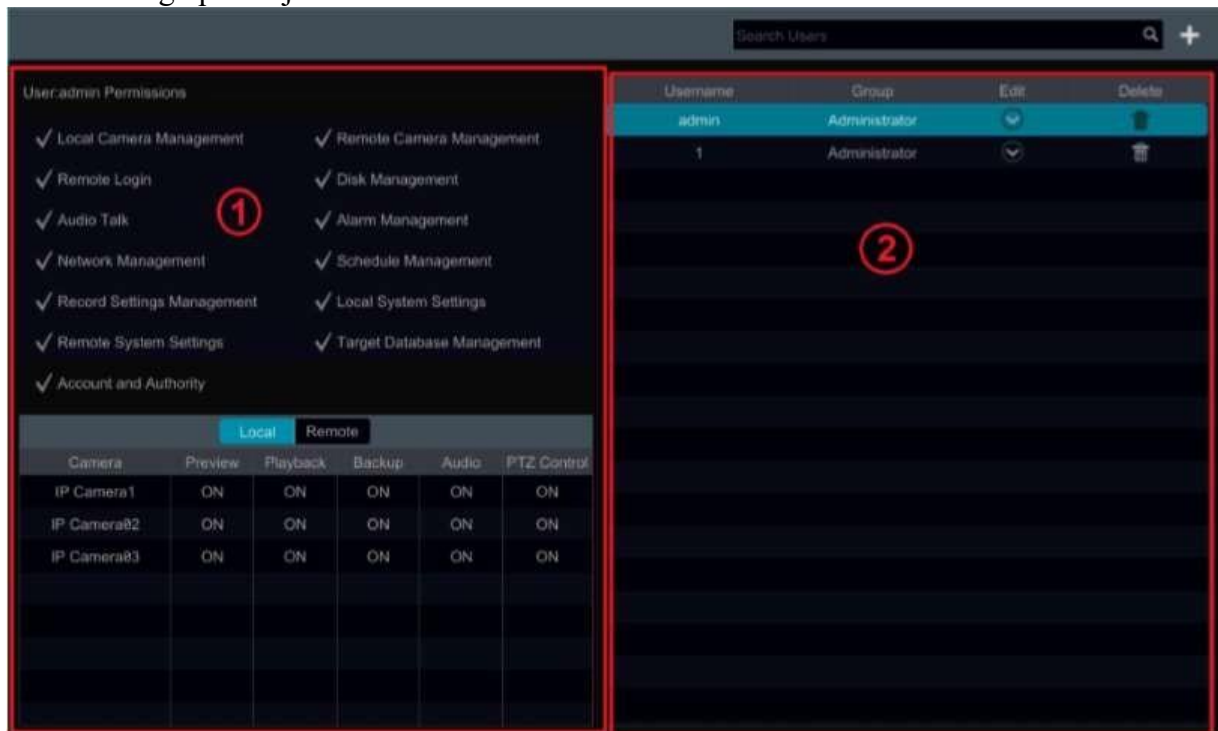 Search Users
User:admin Permissions
Local Camera Management
Remote Camera Management
Remote Login
Disk Management
Audio Talk
Alarm Management
Network Management
Schedule Management
Record Settings Management
Local System Settings
Remote System Settings
Target Database Management
Account and Authority
1
Local Remote
Camera Preview Playback Backup Audio PTZ Control
IP Camera1 ON ON ON ON ON
IP Camera02 ON ON ON ON ON
IP Camera03 ON ON ON ON ON
Username Group Edit Delete
admin Administrator
1 Administrator
2